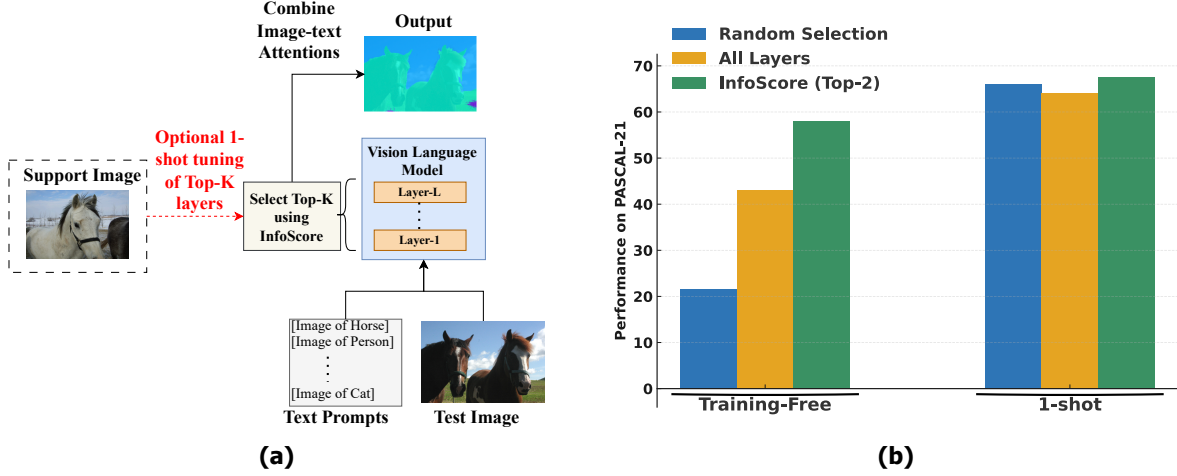 Combine
Image-text
Attentions
Output
Optional 1-
shot tuning
of Top-K
layers
Support Image
Select Top-K
using
InfoScore
Vision Language
Model
Layer-L
Layer-1
[Image of Horse]
[Image of Person]
[Image of Cat]
Text Prompts
Test Image
(a)
Random Selection
All Layers
InfoScore (Top-2)
Performance on PASCAL-21
70
60
50
40
30
20
10
0
Training-Free
1-shot
(b)